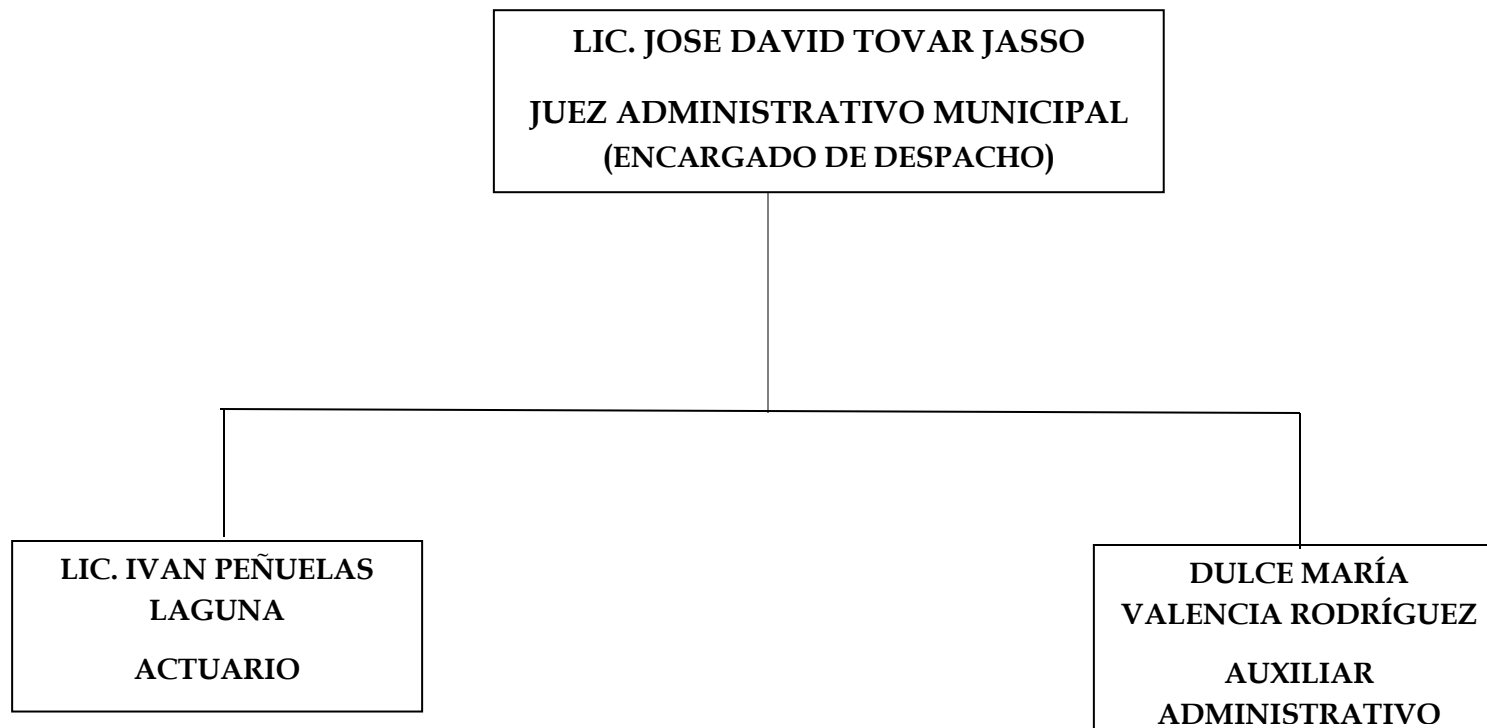 LIC. JOSE DAVID TOVAR JASSO
JUEZ ADMINISTRATIVO MUNICIPAL
(ENCARGADO DE DESPACHO)
LIC. IVAN PEÑUELAS
LAGUNA
ACTUARIO
DULCE MARÍA
VALENCIA RODRÍGUEZ
AUXILIAR
ADMINISTRATIVO